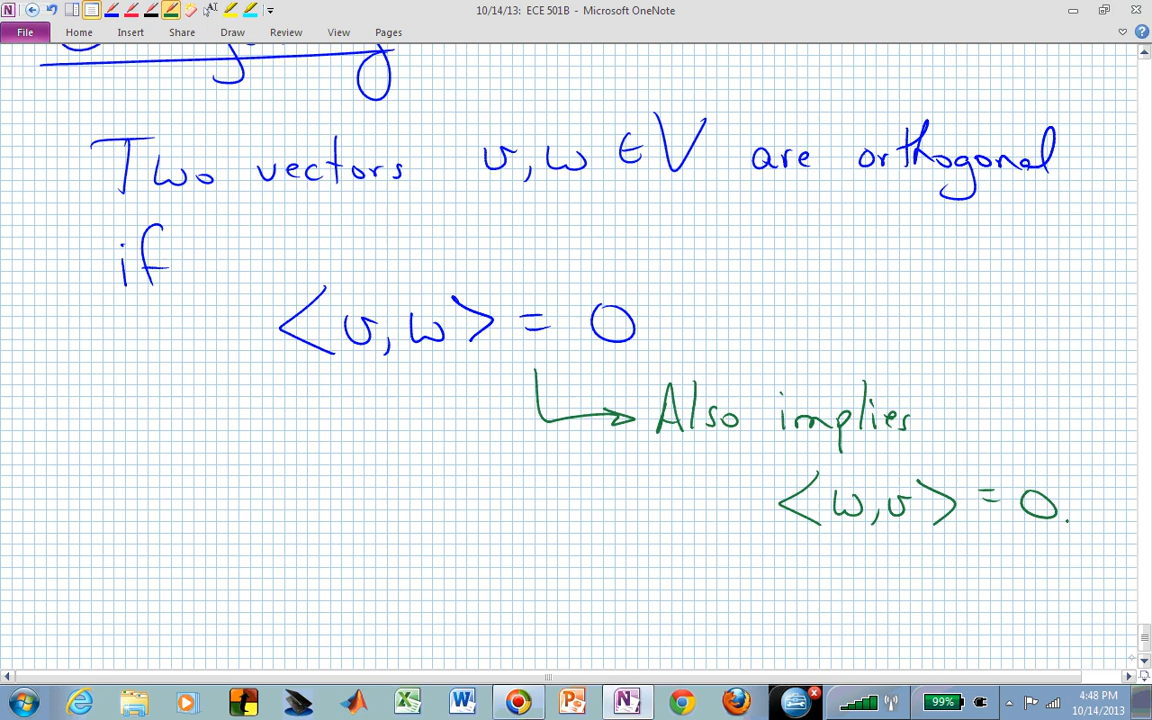 10/14/13: ECE 501B - Microsoft OneNote
File Home Insert Share Draw Review View Pages
Two vectors v, w ∈ V are orthogonal
if
<v, w> = 0
Also implies
<w, v> = 0.
99%
4:48 PM
10/14/2013